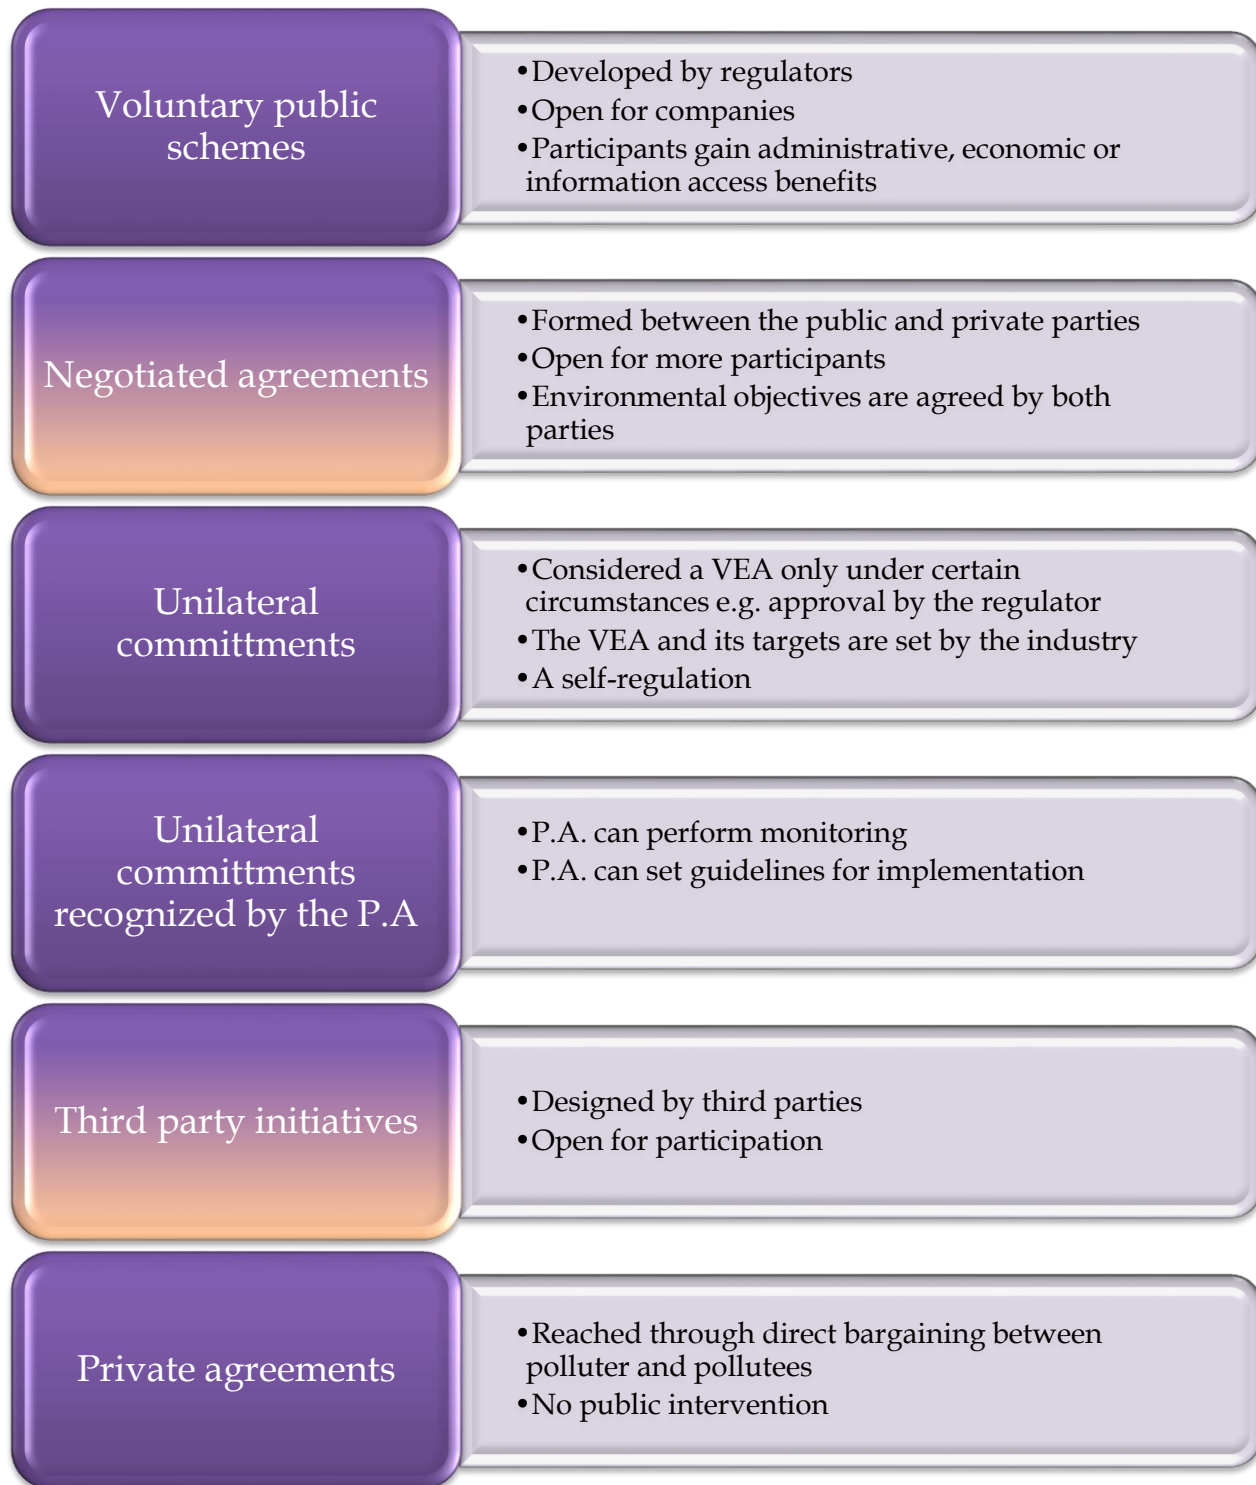 Voluntary public
schemes
•Developed by regulators
•Open for companies
•Participants gain administrative, economic or
information access benefits
Negotiated agreements
•Formed between the public and private parties
•Open for more participants
•Environmental objectives are agreed by both
parties
Unilateral
committments
•Considered a VEA only under certain
circumstances e.g. approval by the regulator
•The VEA and its targets are set by the industry
•A self-regulation
Unilateral
committments
recognized by the P.A
•P.A. can perform monitoring
•P.A. can set guidelines for implementation
Third party initiatives
•Designed by third parties
•Open for participation
Private agreements
•Reached through direct bargaining between
polluter and pollutees
•No public intervention